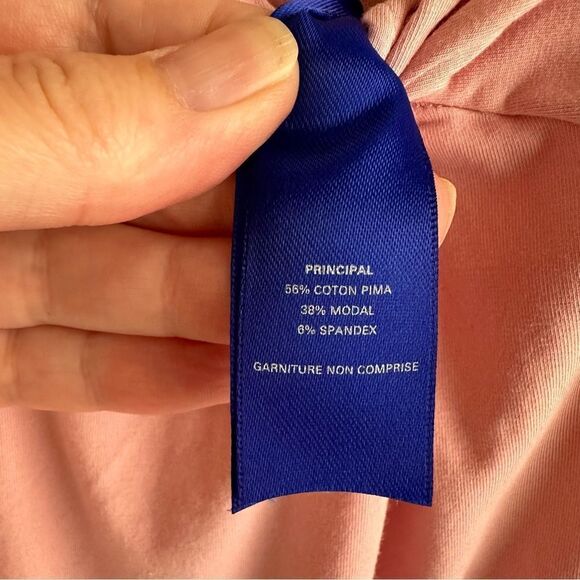 PRINCIPAL
56% COTON PIMA
38% MODAL
6% SPANDEX
GARNITURE NON COMPRISE